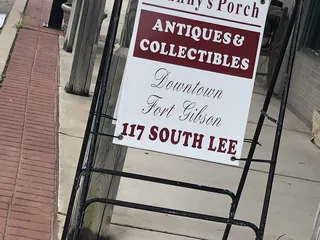 Porch
ANTIQUES &
COLLECTIBLES
Downtown
Fort Gibson
117 SOUTH LEE